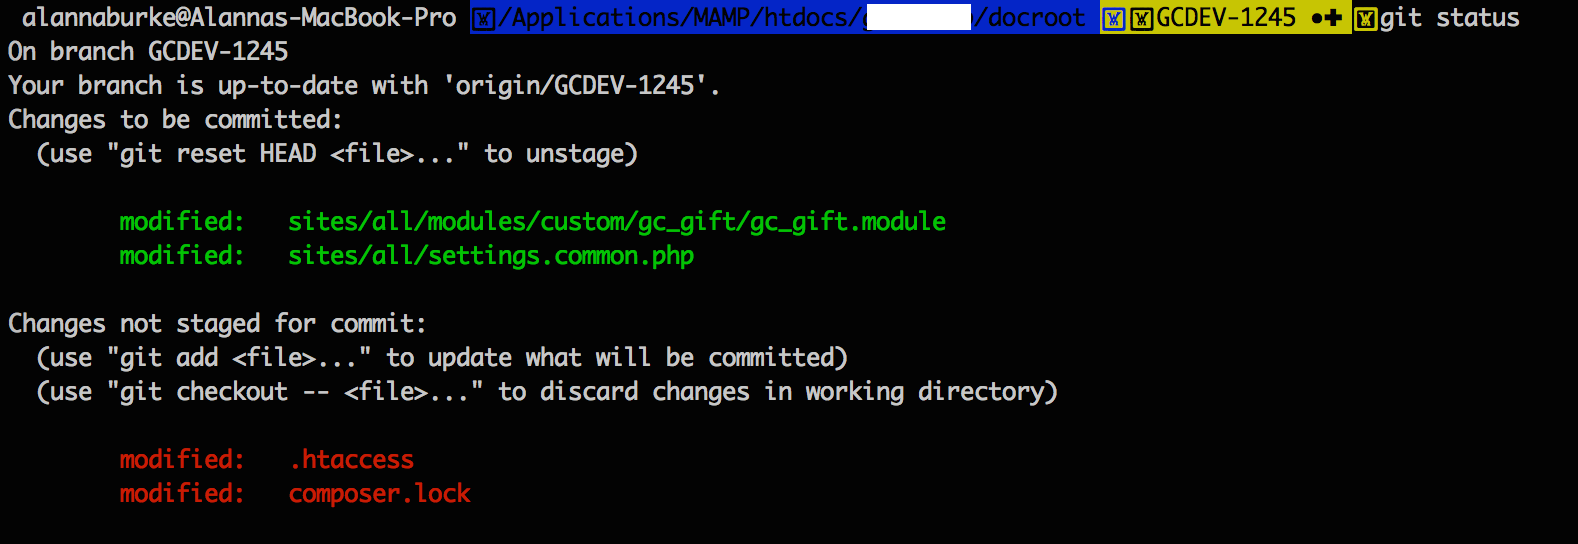 alannaburke@Alannas-MacBook-Pro /Applications/MAMP/htdocs/ /docroot GCDEV-1245 ●✚ git status
On branch GCDEV-1245
Your branch is up-to-date with 'origin/GCDEV-1245'.
Changes to be committed:
  (use "git reset HEAD <file>..." to unstage)
        modified:   sites/all/modules/custom/gc_gift/gc_gift.module
        modified:   sites/all/settings.common.php
Changes not staged for commit:
  (use "git add <file>..." to update what will be committed)
  (use "git checkout -- <file>..." to discard changes in working directory)
        modified:   .htaccess
        modified:   composer.lock